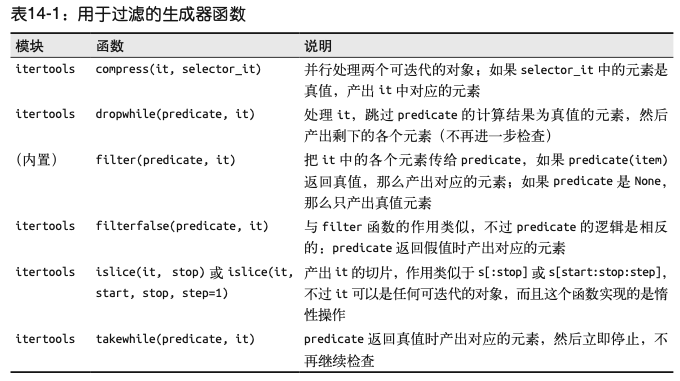 表14-1：用于过滤的生成器函数
模块 函数 说明
itertools compress(it, selector_it) 并行处理两个可迭代的对象；如果 selector_it 中的元素是
真值，产出 it 中对应的元素
itertools dropwhile(predicate, it) 处理 it，跳过 predicate 的计算结果为真值的元素，然后
产出剩下的各个元素（不再进一步检查）
（内置） filter(predicate, it) 把 it 中的各个元素传给 predicate，如果 predicate(item)
返回真值，那么产出对应的元素；如果 predicate 是 None，
那么只产出真值元素
itertools filterfalse(predicate, it) 与 filter 函数的作用类似，不过 predicate 的逻辑是相反
的：predicate 返回假值时产出对应的元素
itertools islice(it, stop) 或 islice(it, 产出 it 的切片，作用类似于 s[:stop] 或 s[start:stop:step]，
start, stop, step=1) 不过 it 可以是任何可迭代的对象，而且这个函数实现的是惰
性操作
itertools takewhile(predicate, it) predicate 返回真值时产出对应的元素，然后立即停止，不
再继续检查